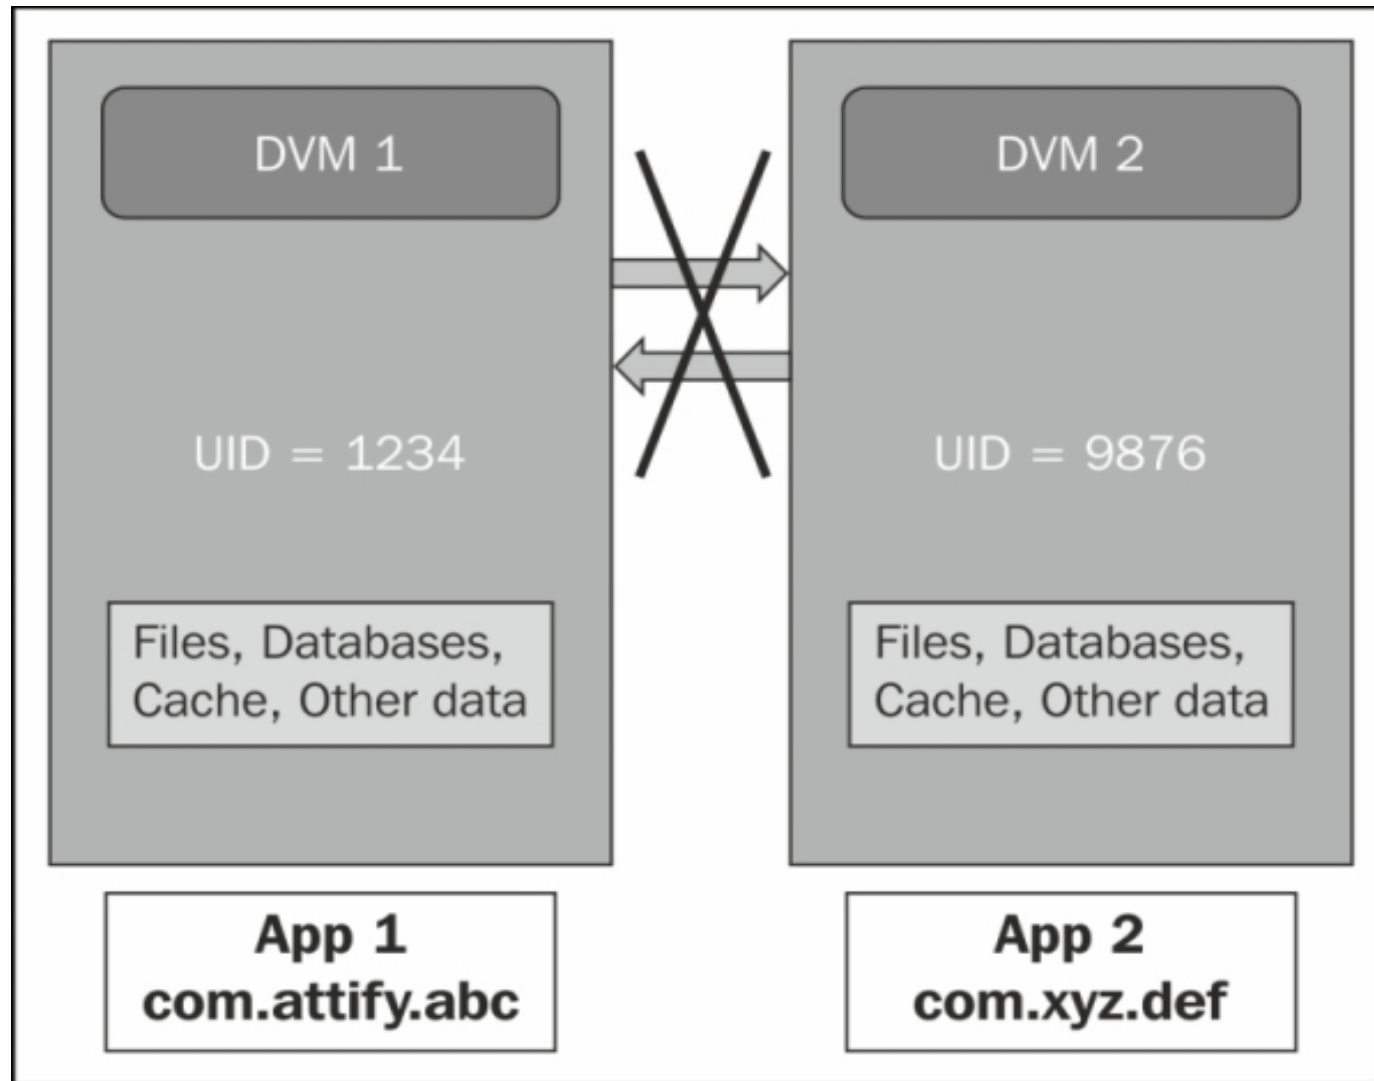 DVM 1
UID = 1234
Files, Databases,
Cache, Other data
App 1
com.attify.abc
DVM 2
UID = 9876
Files, Databases,
Cache, Other data
App 2
com.xyz.def